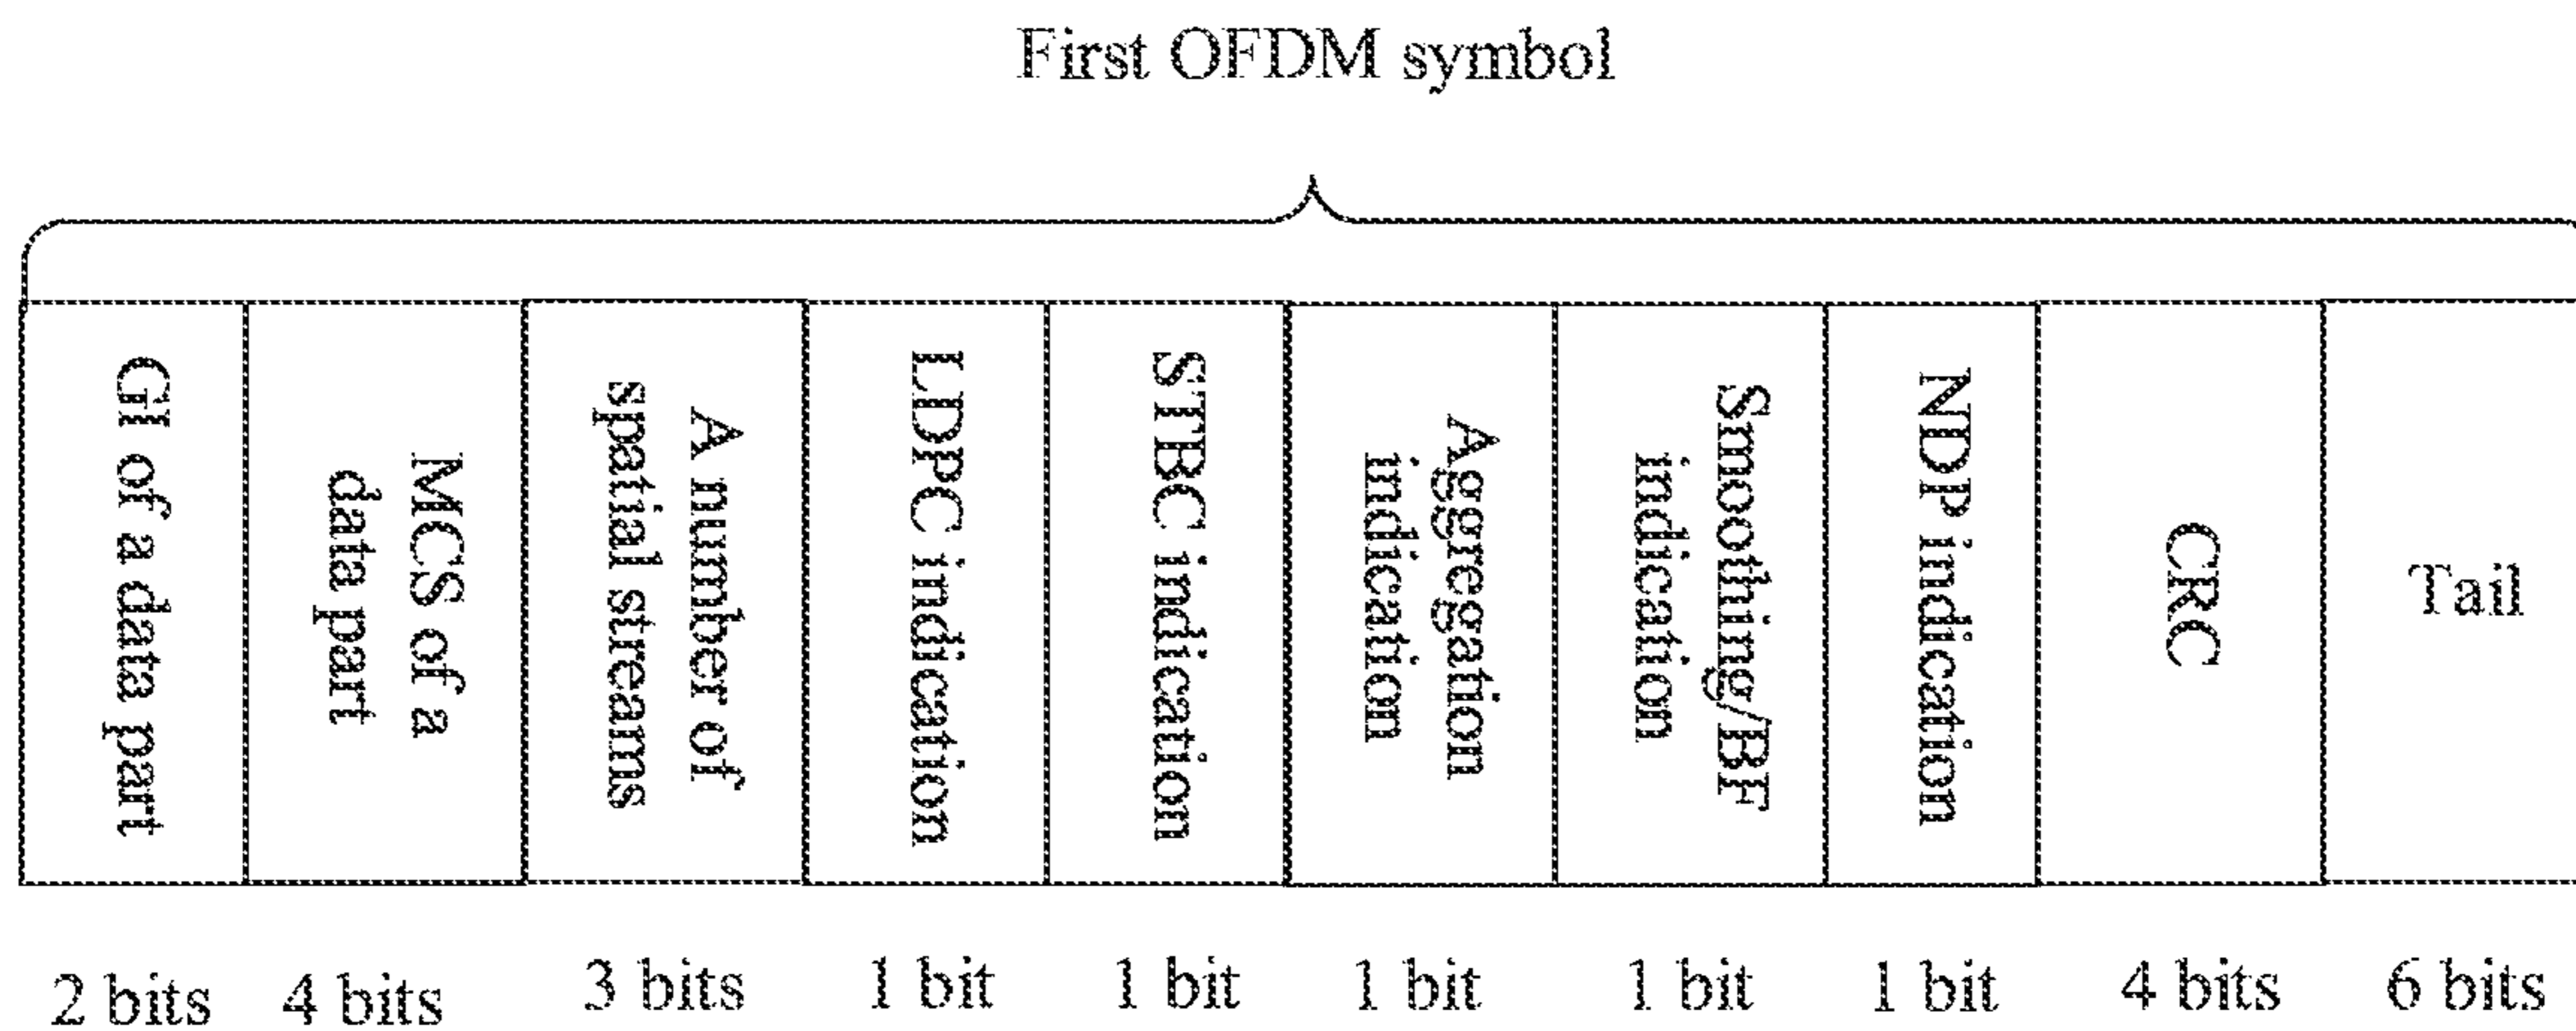 First OFDM symbol
GI of a data part
MCS of a
data part
A number of
spatial streams
LDPC indication
STBC indication
Aggregation
indication
Smoothing/BF
indication
NDP indication
CRC
Tail
2 bits
4 bits
3 bits
1 bit
1 bit
1 bit
1 bit
1 bit
4 bits
6 bits